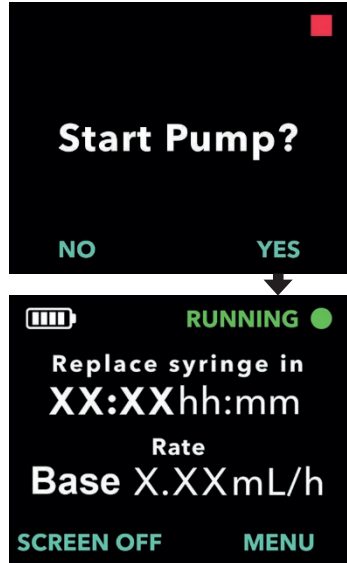 Start Pump?
NO YES
RUNNING
Replace syringe in
XX:XXhh:mm
Rate
Base X.XXmL/h
SCREEN OFF MENU